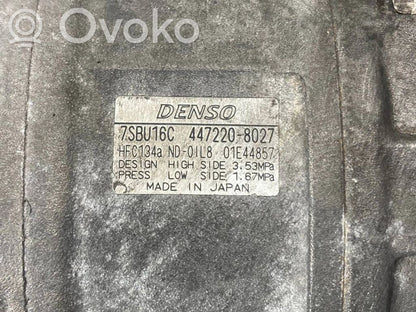 Ovoko
DENSO
7SBU16C 447220-8027
HFC134a ND-OIL8 01E44857
DESIGN HIGH SIDE 3.53MPa
PRESS LOW SIDE 1.67MPa
MADE IN JAPAN
Ovoko